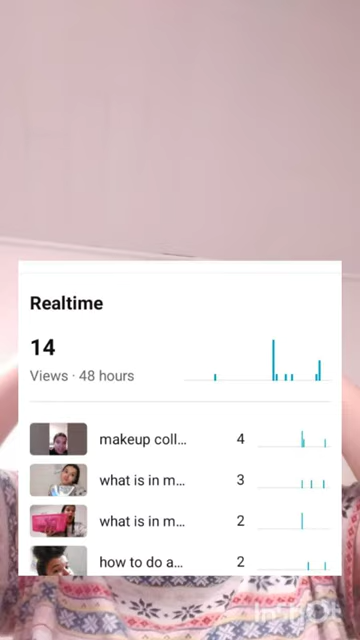 Realtime
14
Views · 48 hours
makeup coll... 4
what is in m... 3
what is in m... 2
how to do a... 2